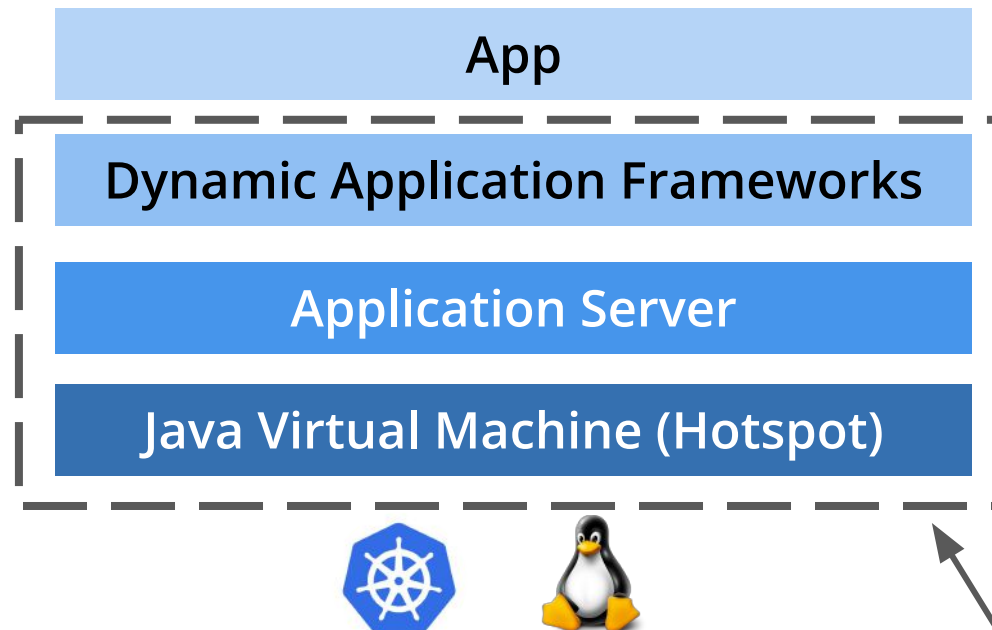 App
Dynamic Application Frameworks
Application Server
Java Virtual Machine (Hotspot)